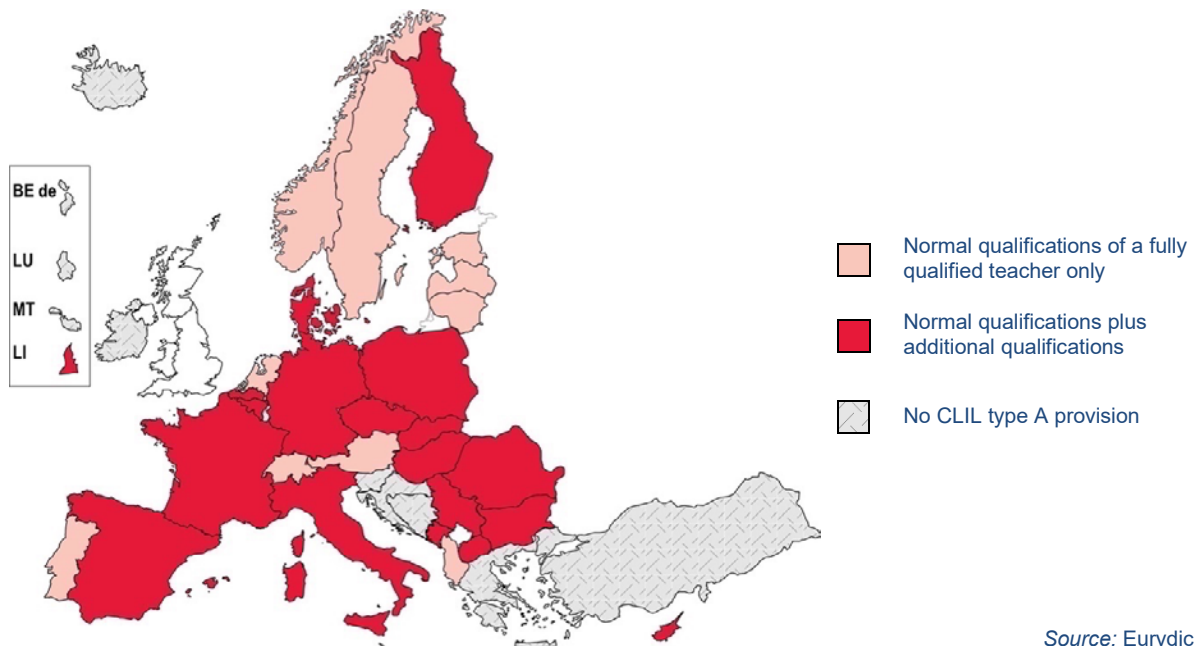 BE de
LU
MT
LI
Normal qualifications of a fully
qualified teacher only
Normal qualifications plus
additional qualifications
No CLIL type A provision
Source: Eurydic